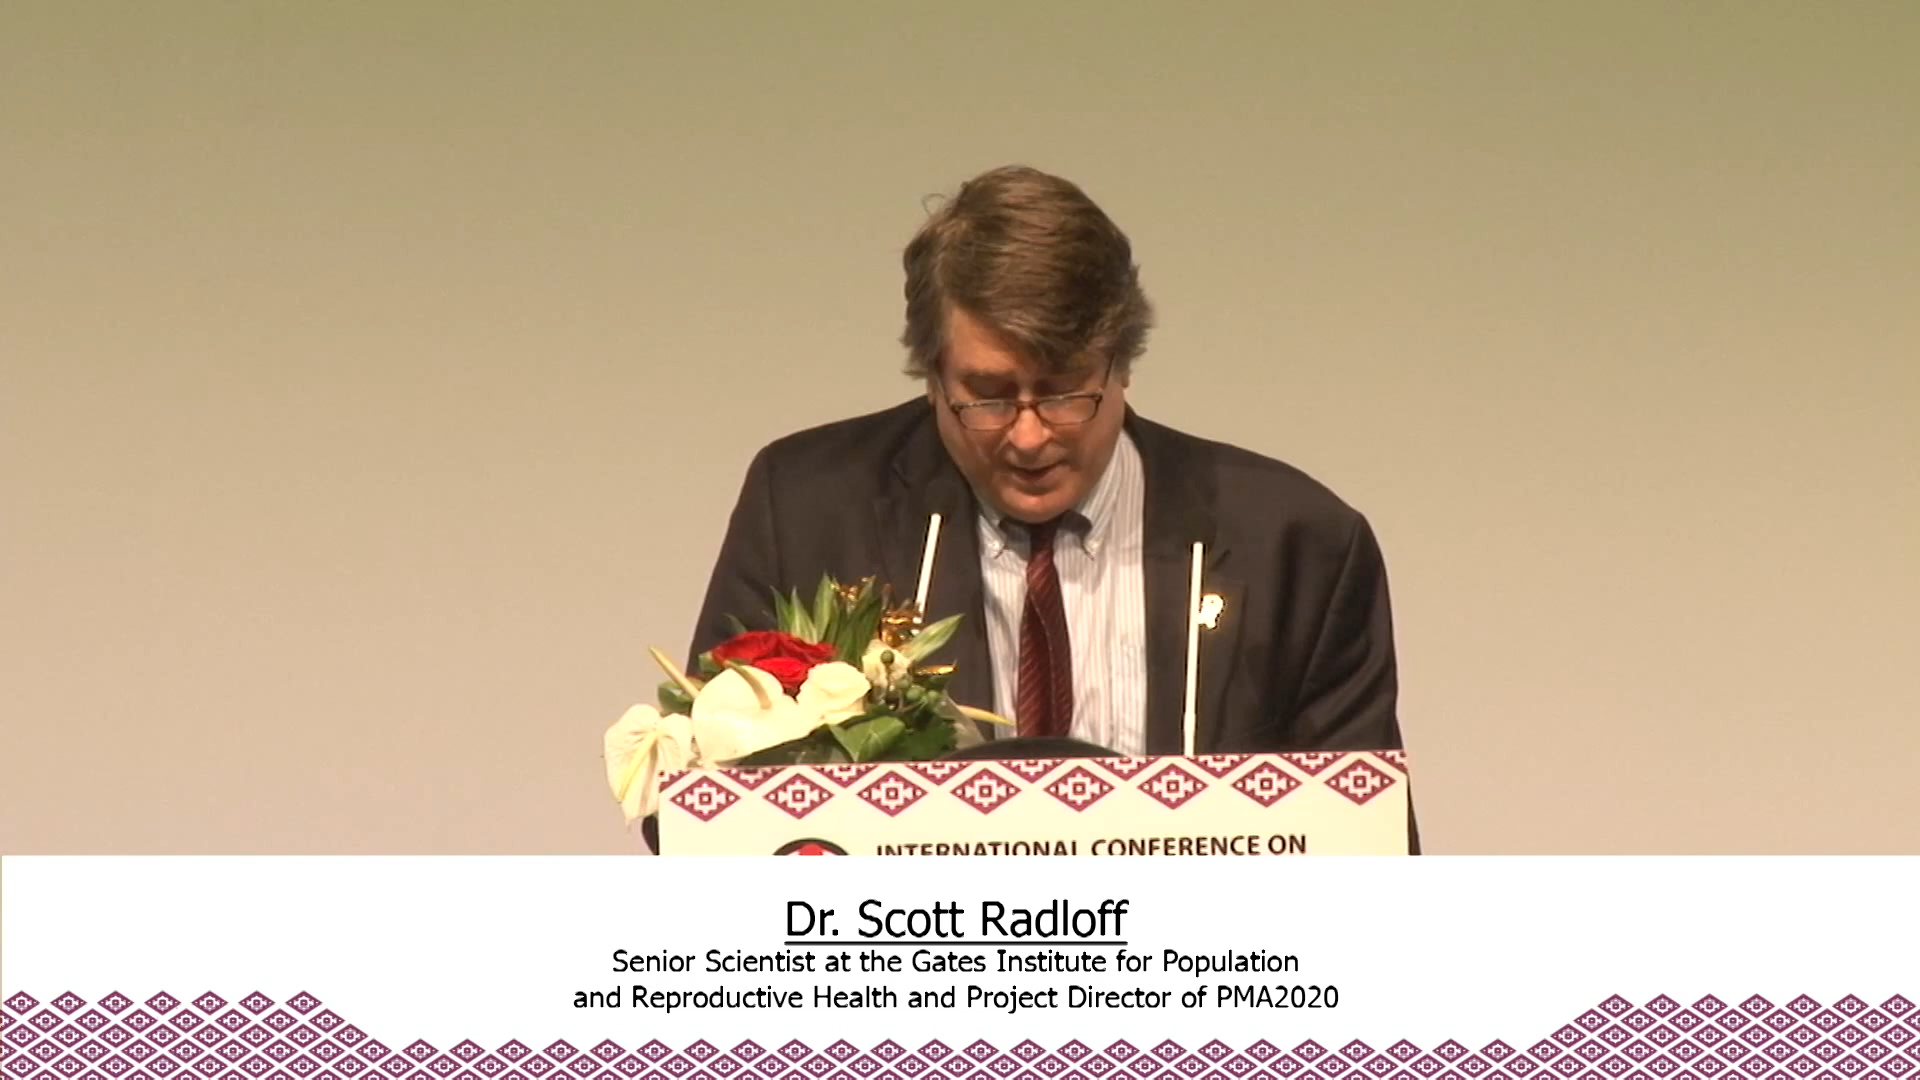 INTERNATIONAL CONFERENCE ON
Dr. Scott Radloff
Senior Scientist at the Gates Institute for Population
and Reproductive Health and Project Director of PMA2020